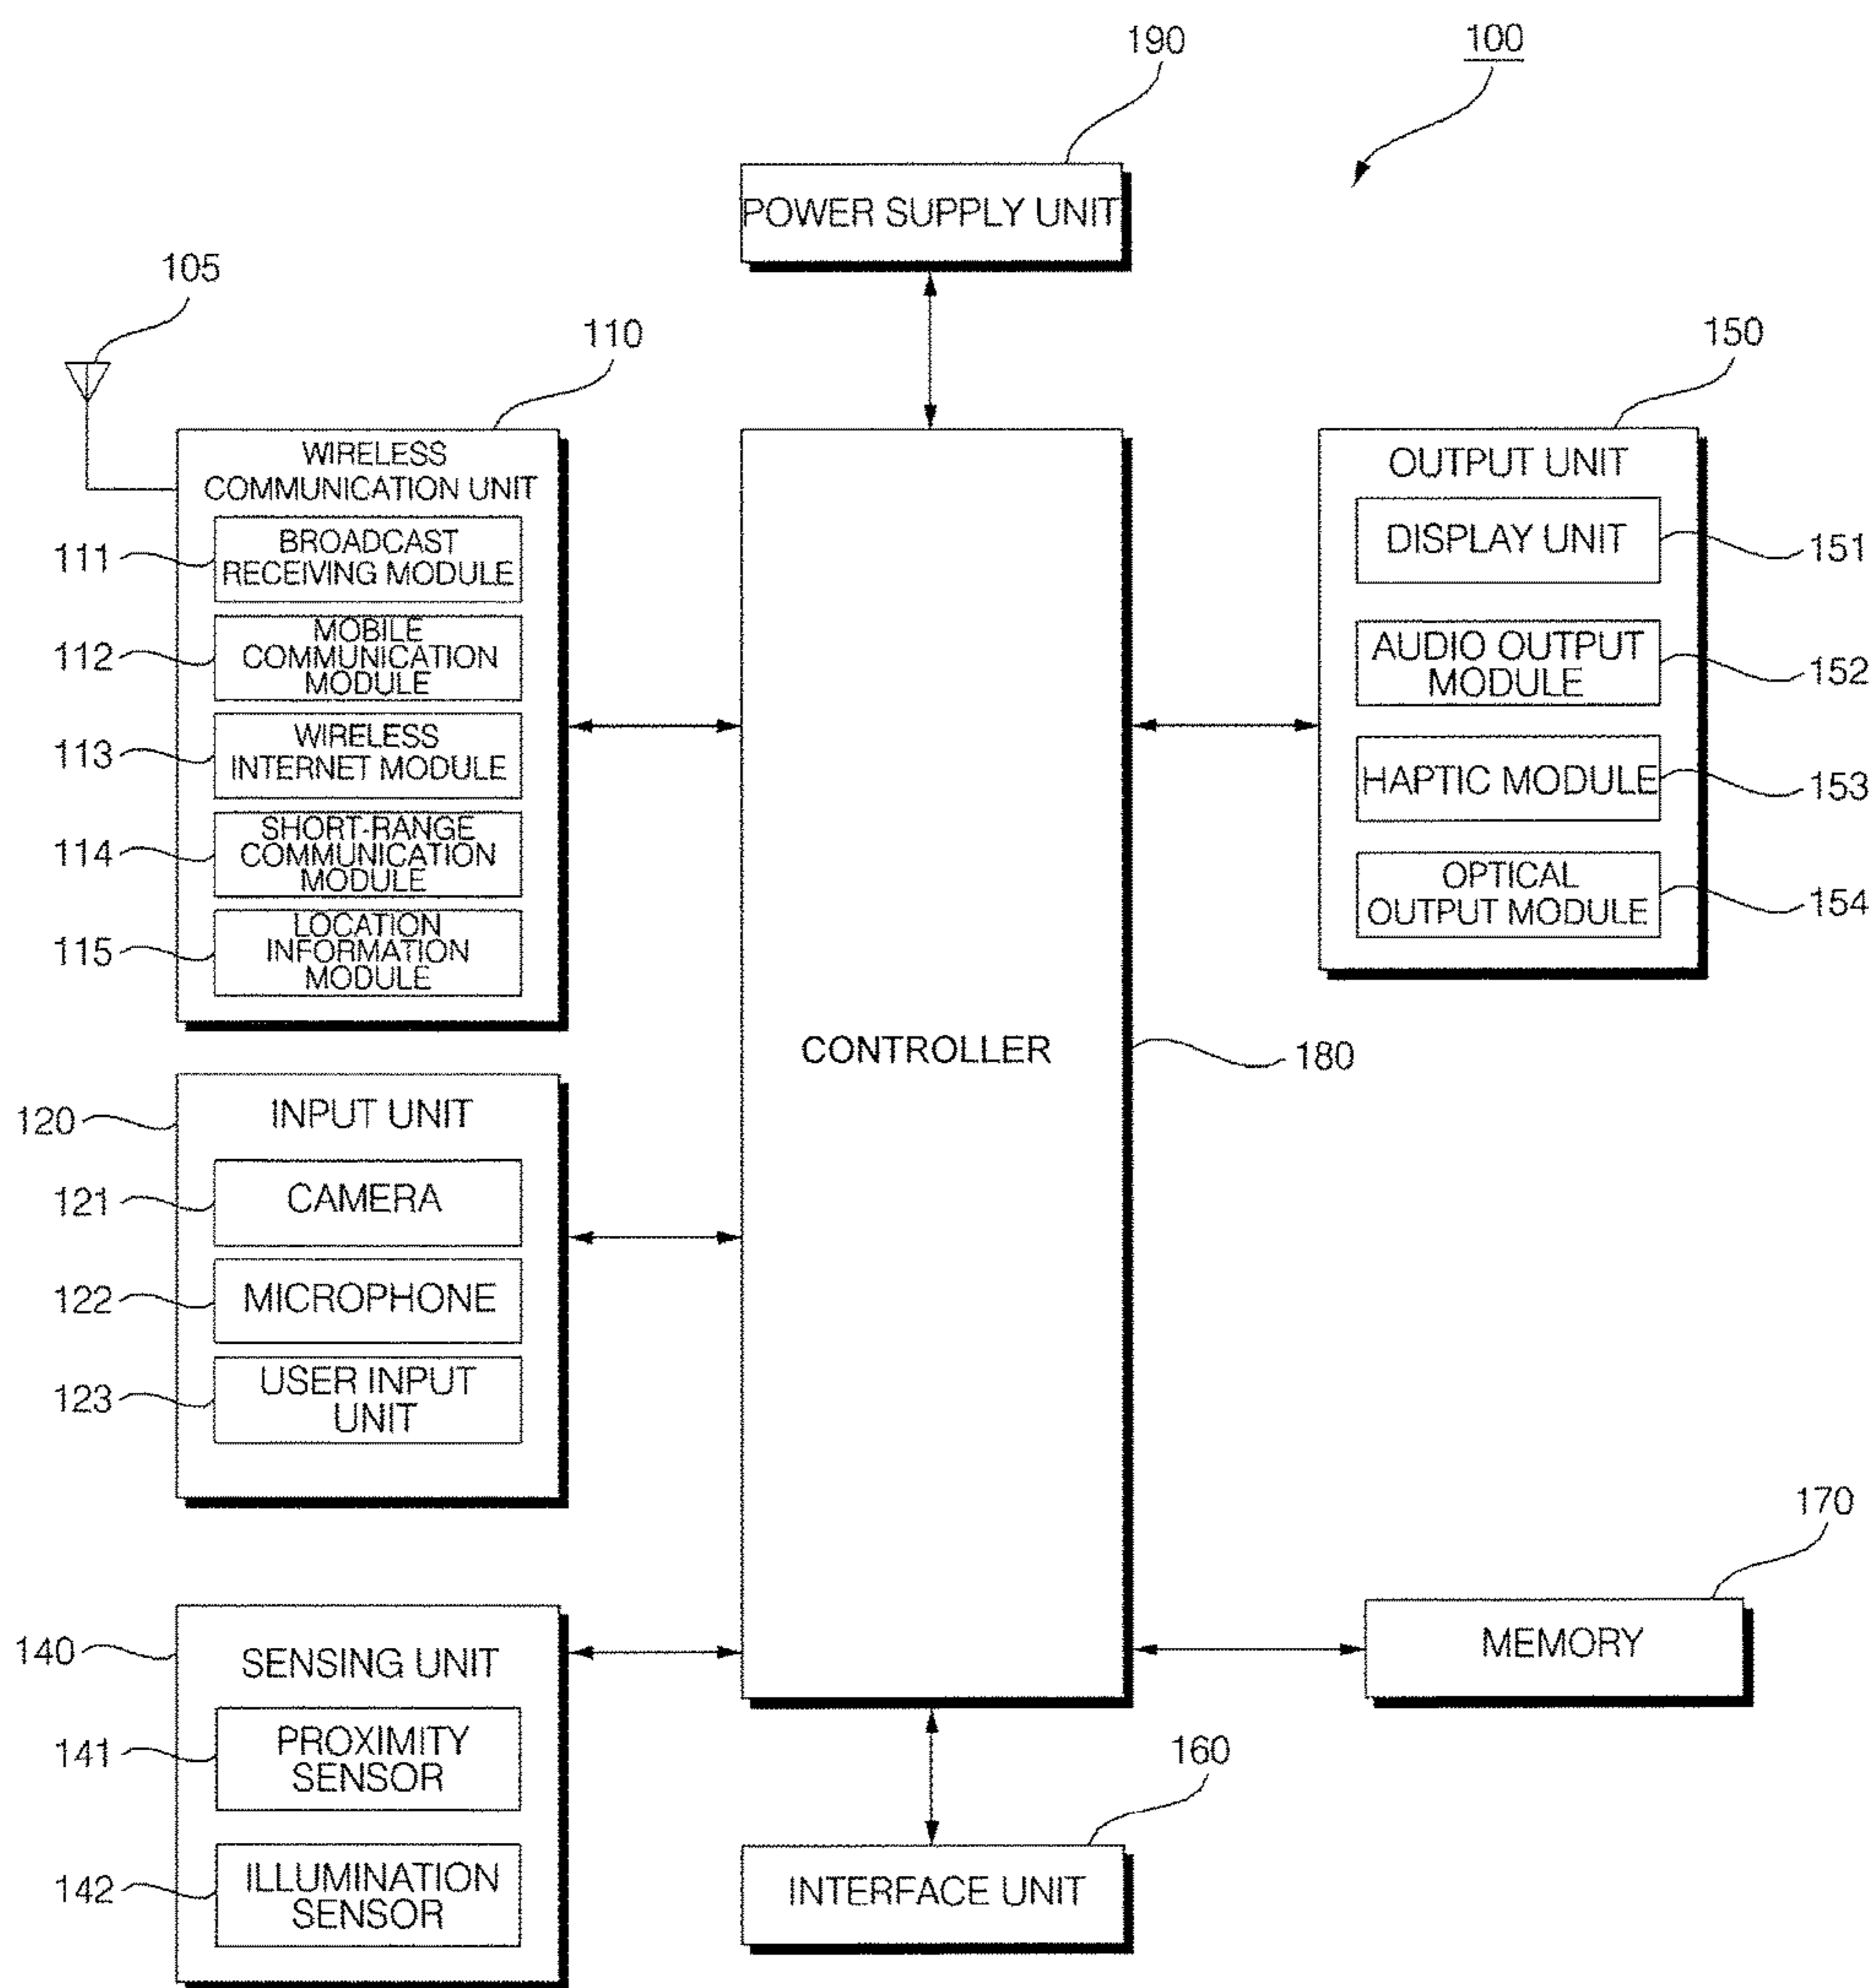 190
100
POWER SUPPLY UNIT
105
110
150
WIRELESS
COMMUNICATION UNIT
111
BROADCAST
RECEIVING MODULE
112
MOBILE
COMMUNICATION
MODULE
113
WIRELESS
INTERNET MODULE
114
SHORT-RANGE
COMMUNICATION
MODULE
115
LOCATION
INFORMATION
MODULE
OUTPUT UNIT
DISPLAY UNIT
151
AUDIO OUTPUT
MODULE
152
HAPTIC MODULE
153
OPTICAL
OUTPUT MODULE
154
CONTROLLER
180
120
INPUT UNIT
121
CAMERA
122
MICROPHONE
123
USER INPUT
UNIT
170
MEMORY
140
SENSING UNIT
141
PROXIMITY
SENSOR
142
ILLUMINATION
SENSOR
160
INTERFACE UNIT